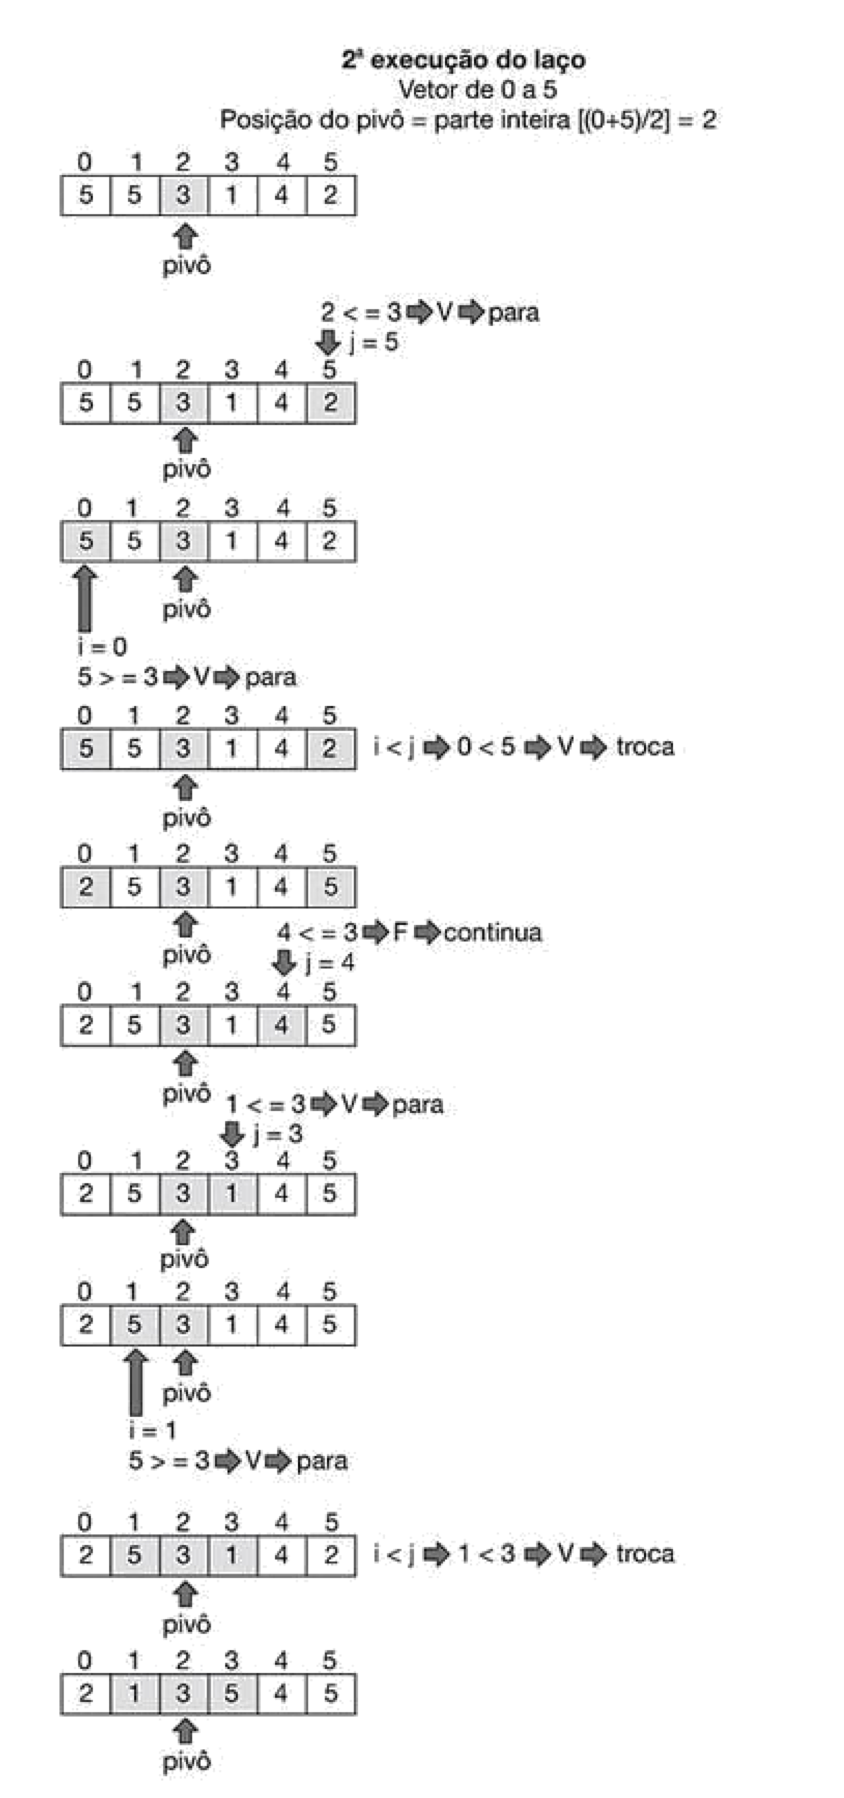 2ª execução do laço
Vetor de 0 a 5
Posição do pivô = parte inteira [(0+5)/2] = 2
0 1 2 3 4 5
5 5 3 1 4 2
pivô
2 < = 3 V para
j = 5
0 1 2 3 4 5
5 5 3 1 4 2
pivô
0 1 2 3 4 5
5 5 3 1 4 2
pivô
i = 0
5 > = 3 V para
0 1 2 3 4 5
5 5 3 1 4 2 i < j 0 < 5 V troca
pivô
0 1 2 3 4 5
2 5 3 1 4 5
4 < = 3 F continua
pivô j = 4
0 1 2 3 4 5
2 5 3 1 4 5
pivô 1 < = 3 V para
j = 3
0 1 2 3 4 5
2 5 3 1 4 5
pivô
0 1 2 3 4 5
2 5 3 1 4 5
pivô
i = 1
5 > = 3 V para
0 1 2 3 4 5
2 5 3 1 4 2 i < j 1 < 3 V troca
pivô
0 1 2 3 4 5
2 1 3 5 4 5
pivô